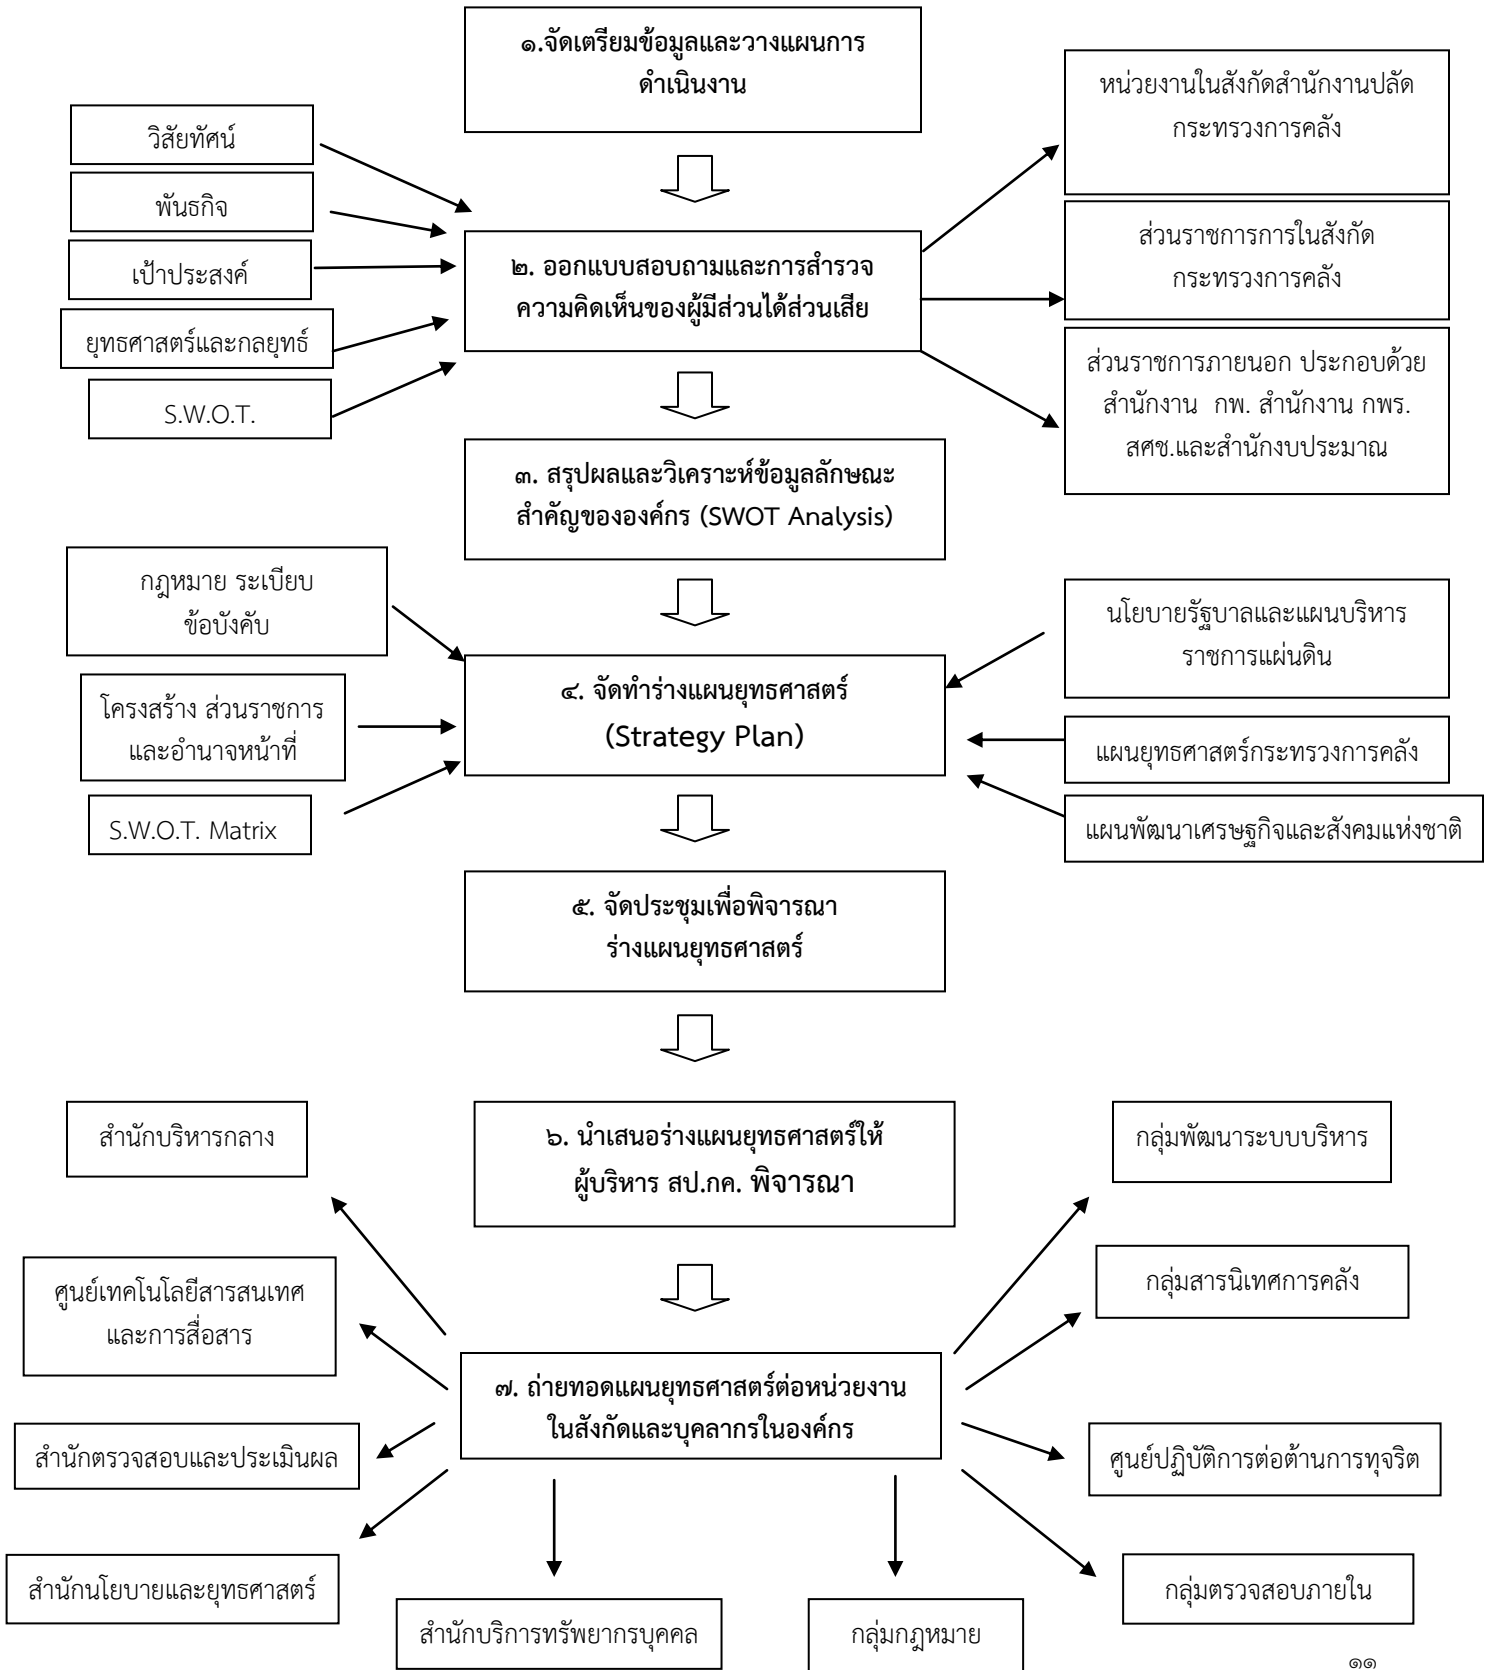 ๑.จัดเตรียมข้อมูลและวางแผนการ
ดำเนินงาน
วิสัยทัศน์
พันธกิจ
เป้าประสงค์
ยุทธศาสตร์และกลยุทธ์
S.W.O.T.
๒. ออกแบบสอบถามและการสำรวจ
ความคิดเห็นของผู้มีส่วนได้ส่วนเสีย
หน่วยงานในสังกัดสำนักงานปลัด
กระทรวงการคลัง
ส่วนราชการการในสังกัด
กระทรวงการคลัง
ส่วนราชการภายนอก ประกอบด้วย
สำนักงาน กพ. สำนักงาน กพร.
สศช.และสำนักงบประมาณ
๓. สรุปผลและวิเคราะห์ข้อมูลลักษณะ
สำคัญขององค์กร (SWOT Analysis)
กฎหมาย ระเบียบ
ข้อบังคับ
โครงสร้าง ส่วนราชการ
และอำนาจหน้าที่
S.W.O.T. Matrix
๔. จัดทำร่างแผนยุทธศาสตร์
(Strategy Plan)
นโยบายรัฐบาลและแผนบริหาร
ราชการแผ่นดิน
แผนยุทธศาสตร์กระทรวงการคลัง
แผนพัฒนาเศรษฐกิจและสังคมแห่งชาติ
๕. จัดประชุมเพื่อพิจารณา
ร่างแผนยุทธศาสตร์
๖. นำเสนอร่างแผนยุทธศาสตร์ให้
ผู้บริหาร สป.กค. พิจารณา
สำนักบริหารกลาง
ศูนย์เทคโนโลยีสารสนเทศ
และการสื่อสาร
สำนักตรวจสอบและประเมินผล
สำนักนโยบายและยุทธศาสตร์
๗. ถ่ายทอดแผนยุทธศาสตร์ต่อหน่วยงาน
ในสังกัดและบุคลากรในองค์กร
กลุ่มพัฒนาระบบบริหาร
กลุ่มสารนิเทศการคลัง
ศูนย์ปฏิบัติการต่อต้านการทุจริต
กลุ่มตรวจสอบภายใน
สำนักบริการทรัพยากรบุคคล
กลุ่มกฎหมาย
๑๑